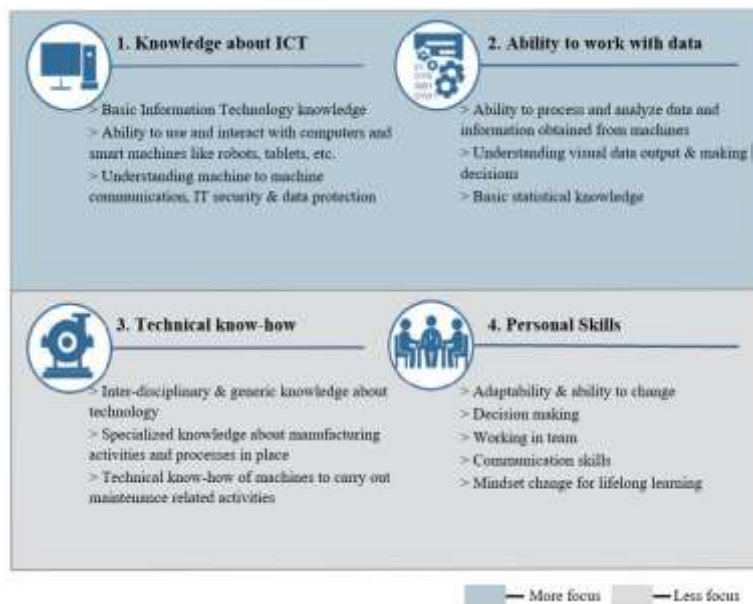 1. Knowledge about ICT
> Basic Information Technology knowledge
> Ability to use and interact with computers and
smart machines like robots, tablets, etc.
> Understanding machine to machine
communication, IT security & data protection
2. Ability to work with data
> Ability to process and analyze data and
information obtained from machines
> Understanding visual data output & making
decisions
> Basic statistical knowledge
3. Technical know-how
> Inter-disciplinary & generic knowledge about
technology
> Specialized knowledge about manufacturing
activities and processes in place
> Technical know-how of machines to carry out
maintenance related activities
4. Personal Skills
> Adaptability & ability to change
> Decision making
> Working in team
> Communication skills
> Mindset change for lifelong learning
More focus
Less focus